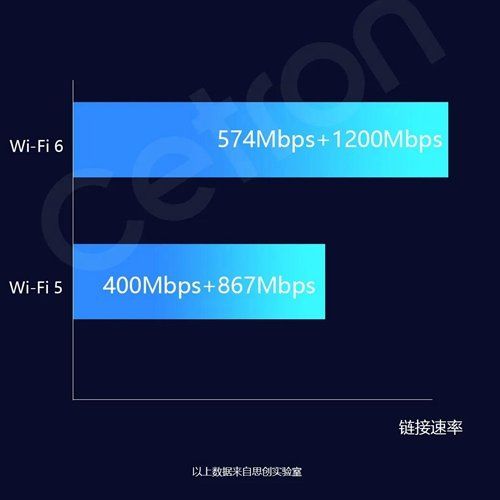 Cetron
Wi-Fi 6
574Mbps+1200Mbps
Wi-Fi 5
400Mbps+867Mbps
链接速率
以上数据来自思创实验室